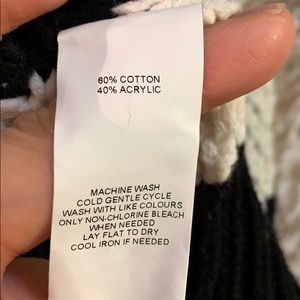 60% COTTON
40% ACRYLIC
MACHINE WASH
COLD GENTLE CYCLE
WASH WITH LIKE COLOURS
ONLY NON-CHLORINE BLEACH
WHEN NEEDED
LAY FLAT TO DRY
COOL IRON IF NEEDED